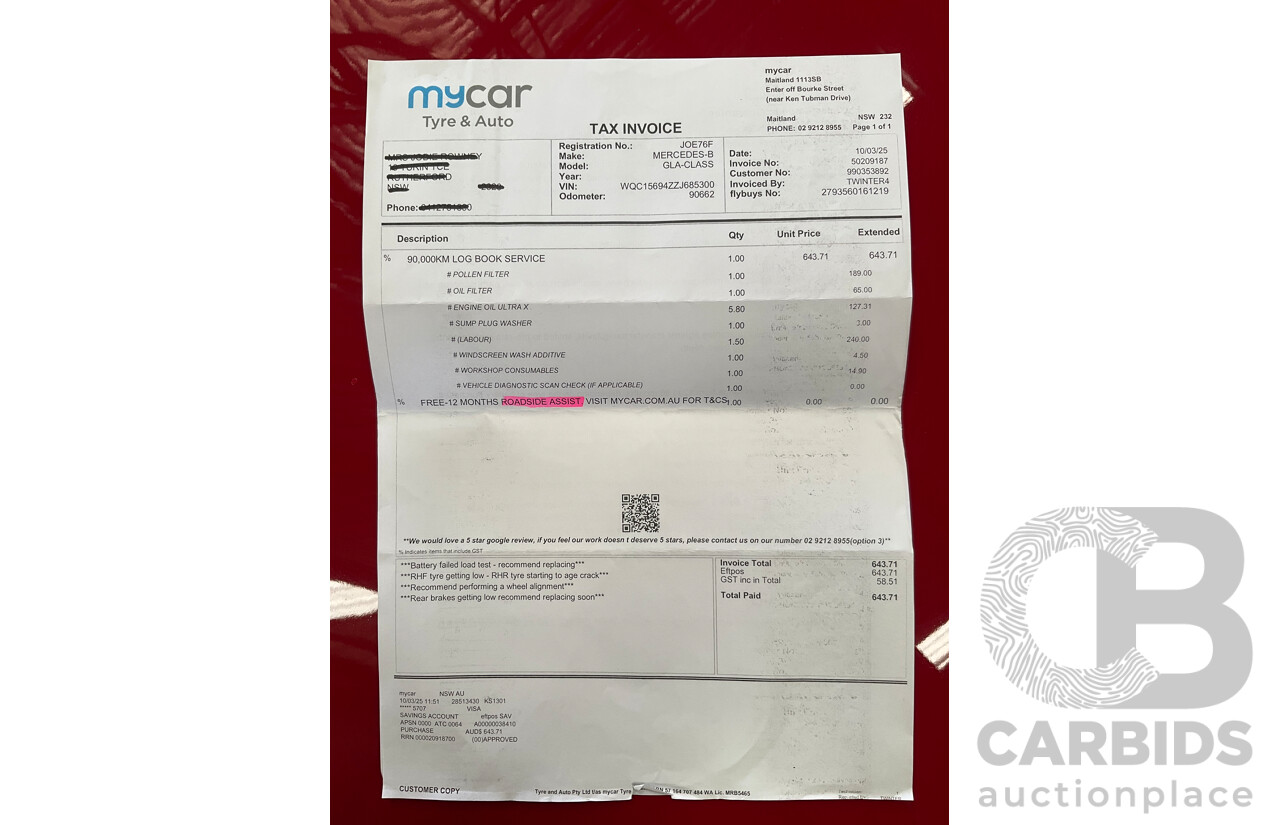 mycar
Tyre & Auto
TAX INVOICE
mycar
Maitland 1113SB
Enter off Bourke Street
(near Ken Tubman Drive)
Maitland NSW 232
PHONE: 02 9212 8955 Page 1 of 1
NSW
Phone:
Registration No.: JOE76F
Make: MERCEDES-B
Model: GLA-CLASS
Year:
VIN: WQC15694ZZJ685300
Odometer: 90662
Date: 10/03/25
Invoice No: 50209187
Customer No: 990353892
Invoiced By: TWINTER4
flybuys No: 2793560161219
Description Qty Unit Price Extended
% 90,000KM LOG BOOK SERVICE 1.00 643.71 643.71
# POLLEN FILTER 1.00 189.00
# OIL FILTER 1.00 65.00
# ENGINE OIL ULTRA X 5.80 127.31
# SUMP PLUG WASHER 1.00 3.00
# (LABOUR) 1.50 240.00
# WINDSCREEN WASH ADDITIVE 1.00 4.50
# WORKSHOP CONSUMABLES 1.00 14.90
# VEHICLE DIAGNOSTIC SCAN CHECK (IF APPLICABLE) 1.00 0.00
% FREE-12 MONTHS ROADSIDE ASSIST, VISIT MYCAR.COM.AU FOR T&CS 1.00 0.00 0.00
**We would love a 5 star google review, if you feel our work doesn t deserve 5 stars, please contact us on our number 02 9212 8955(option 3)**
% indicates items that include GST
***Battery failed load test - recommend replacing***
***RHF tyre getting low - RHR tyre starting to age crack***
***Recommend performing a wheel alignment***
***Rear brakes getting low recommend replacing soon***
Invoice Total 643.71
Eftpos 643.71
GST inc in Total 58.51
Total Paid 643.71
mycar NSW AU
10/03/25 11:51 28513430 KS1301
***** 5707 VISA
SAVINGS ACCOUNT eftpos SAV
APSN 0000 ATC 0064 A00000038410
PURCHASE AUD$ 643.71
RRN 000020918700 (00)APPROVED
CUSTOMER COPY
Tyre and Auto Pty Ltd t/as mycar Tyre 57 164 707 484 WA Lic. MRB5465
CB
CARBIDS
auctionplace